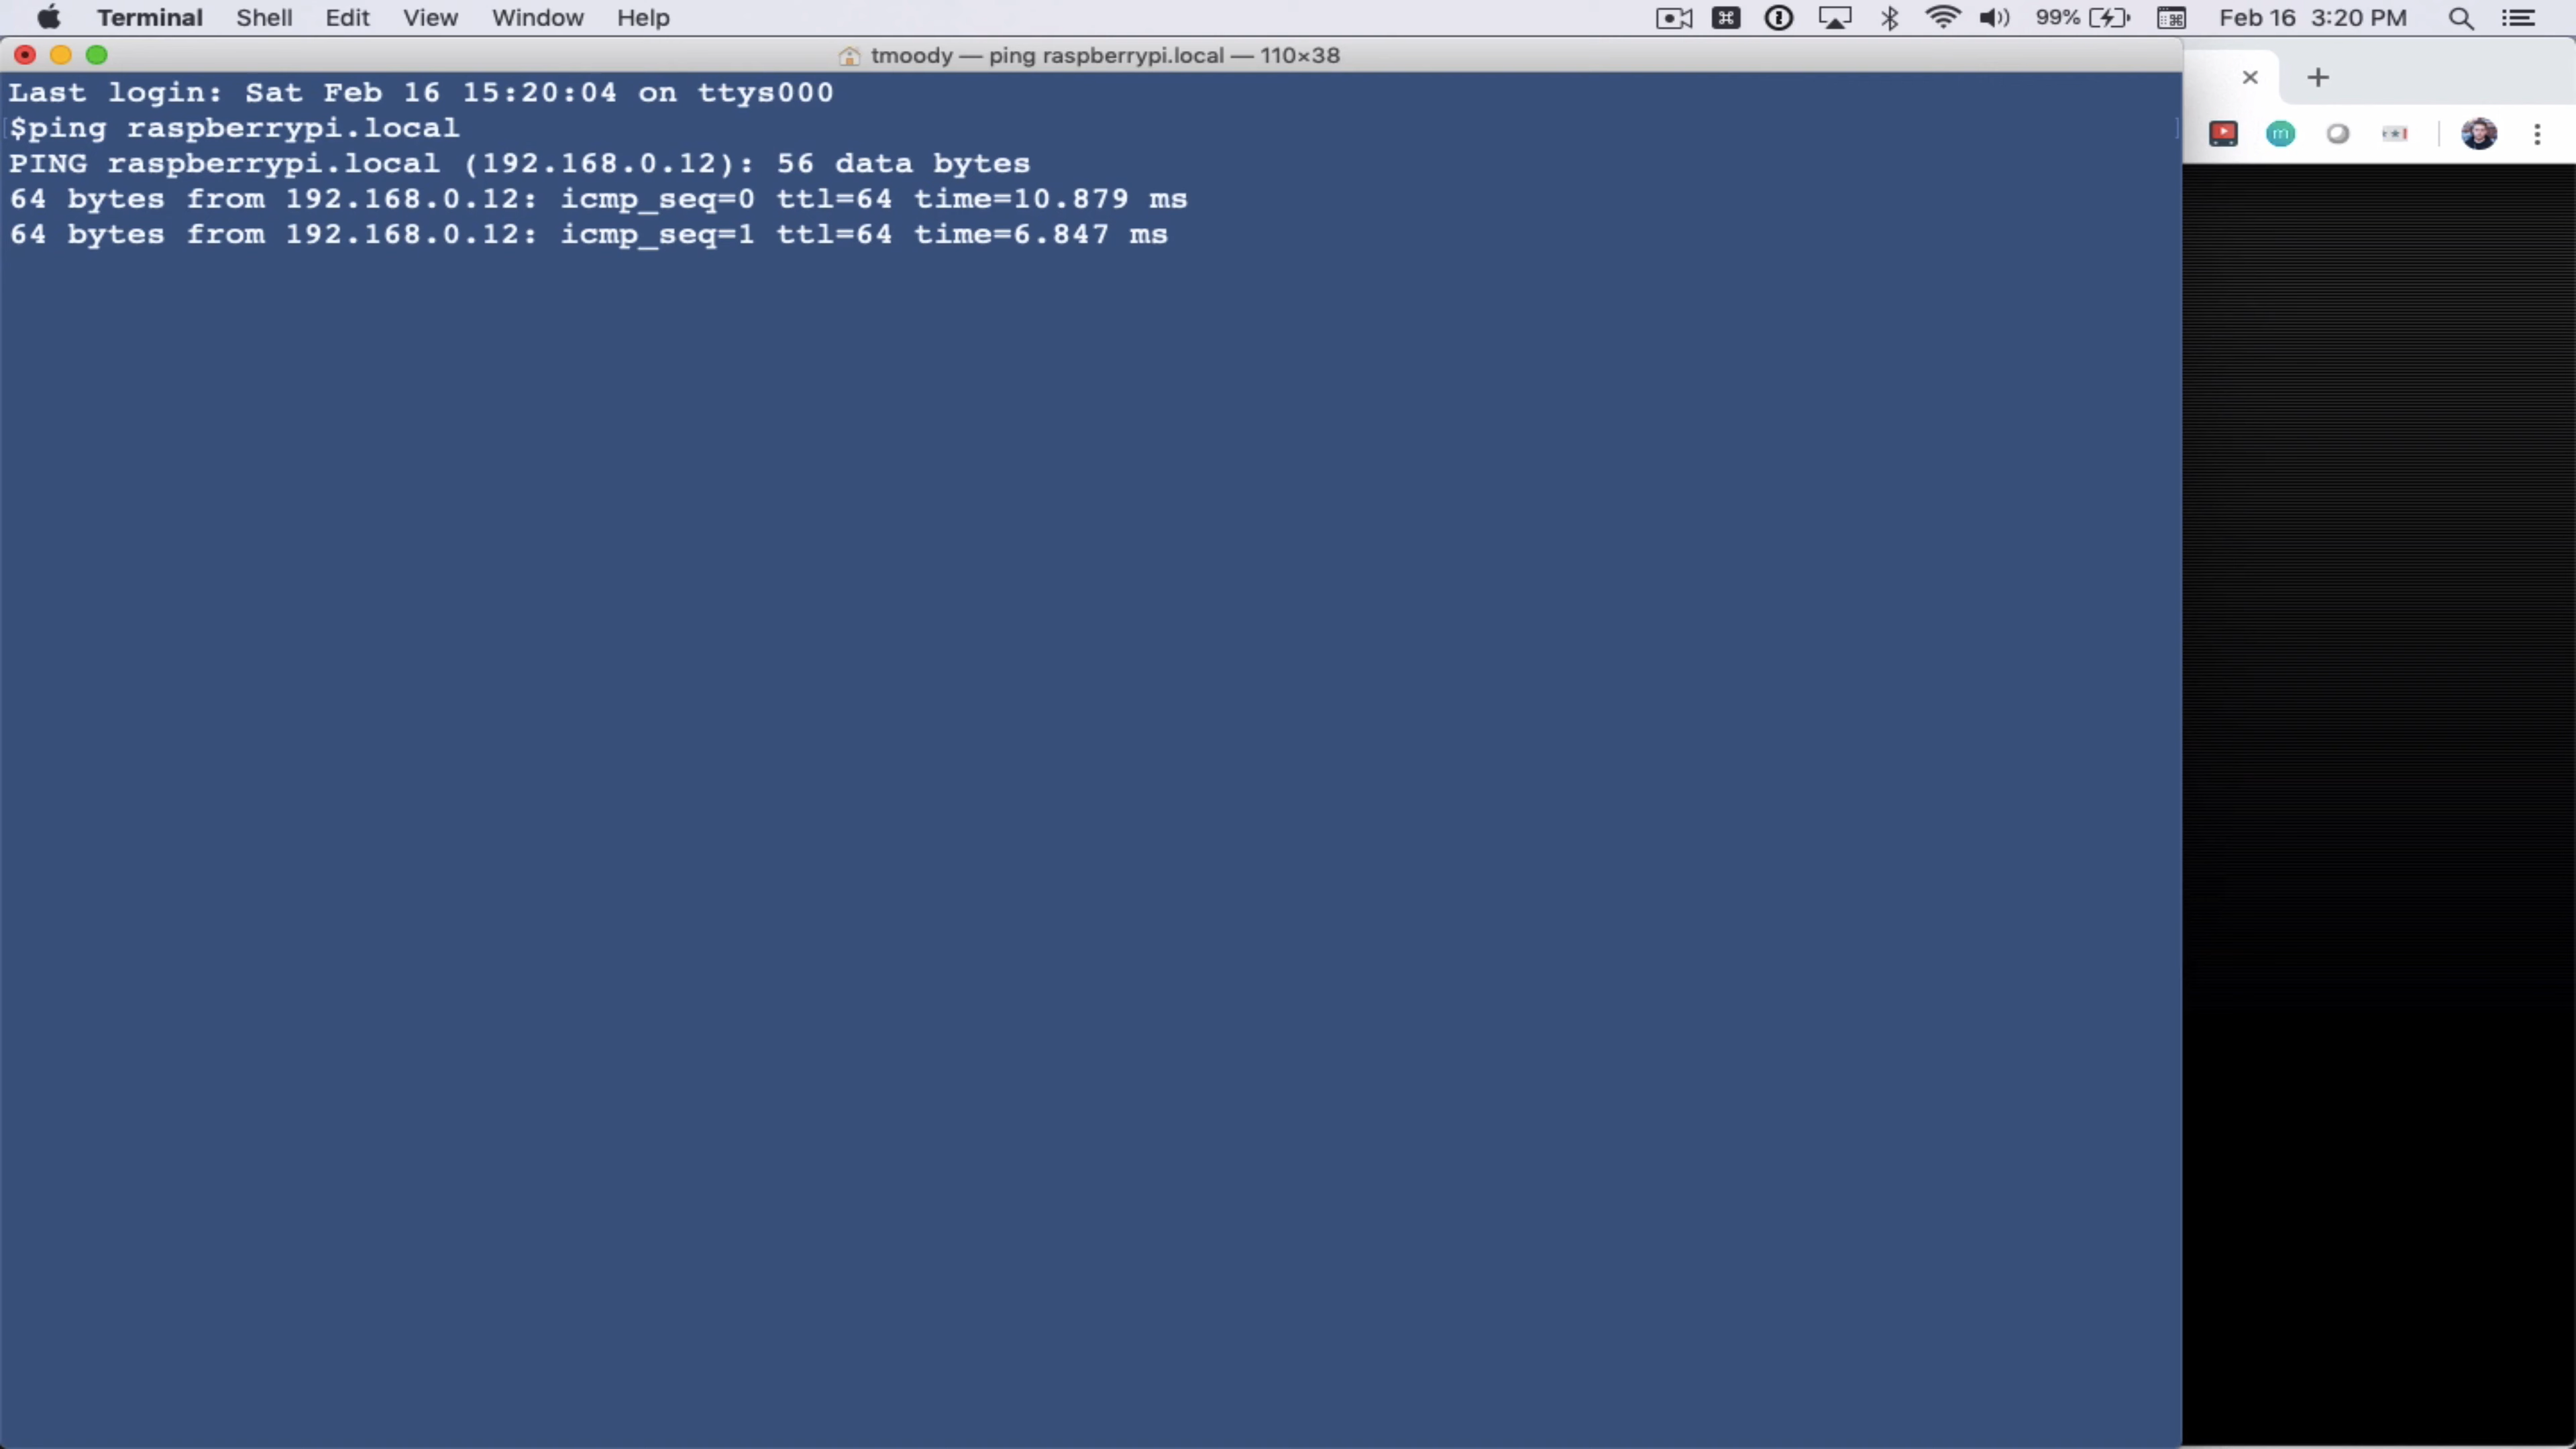 Terminal Shell Edit View Window Help 99% Feb 16 3:20 PM
tmoody — ping raspberrypi.local — 110×38
Last login: Sat Feb 16 15:20:04 on ttys000
$ping raspberrypi.local
PING raspberrypi.local (192.168.0.12): 56 data bytes
64 bytes from 192.168.0.12: icmp_seq=0 ttl=64 time=10.879 ms
64 bytes from 192.168.0.12: icmp_seq=1 ttl=64 time=6.847 ms
m